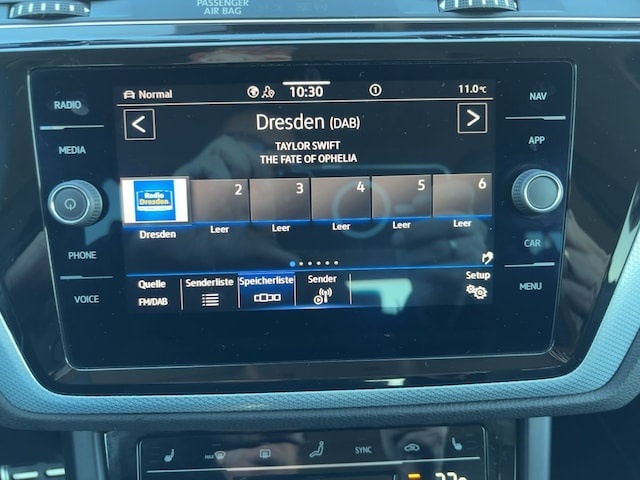 PASSENGER
AIR BAG
RADIO
MEDIA
PHONE
VOICE
Normal
10:30
1
11.0°C
Dresden (DAB)
TAYLOR SWIFT
THE FATE OF OPHELIA
Radio
Dresden
2 3 4 5 6
Dresden Leer Leer Leer Leer Leer
Quelle Senderliste Speicherliste Sender Setup
FM/DAB
NAV
APP
CAR
MENU
MAX SYNC